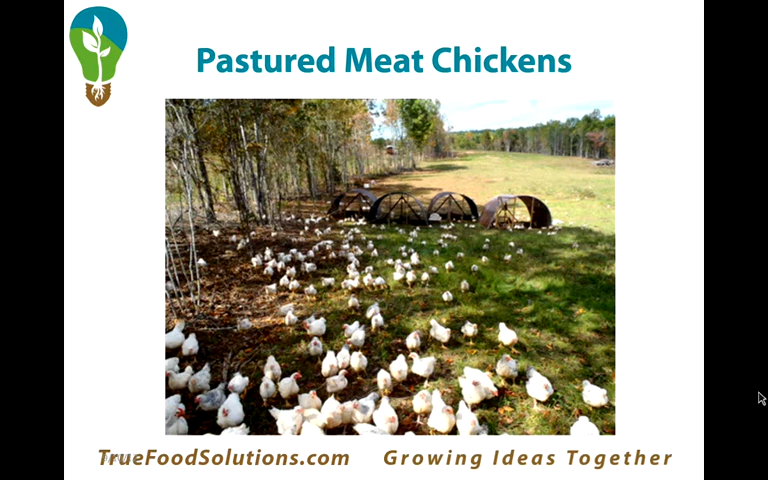 Pastured Meat Chickens
TrueFoodSolutions.com Growing Ideas Together